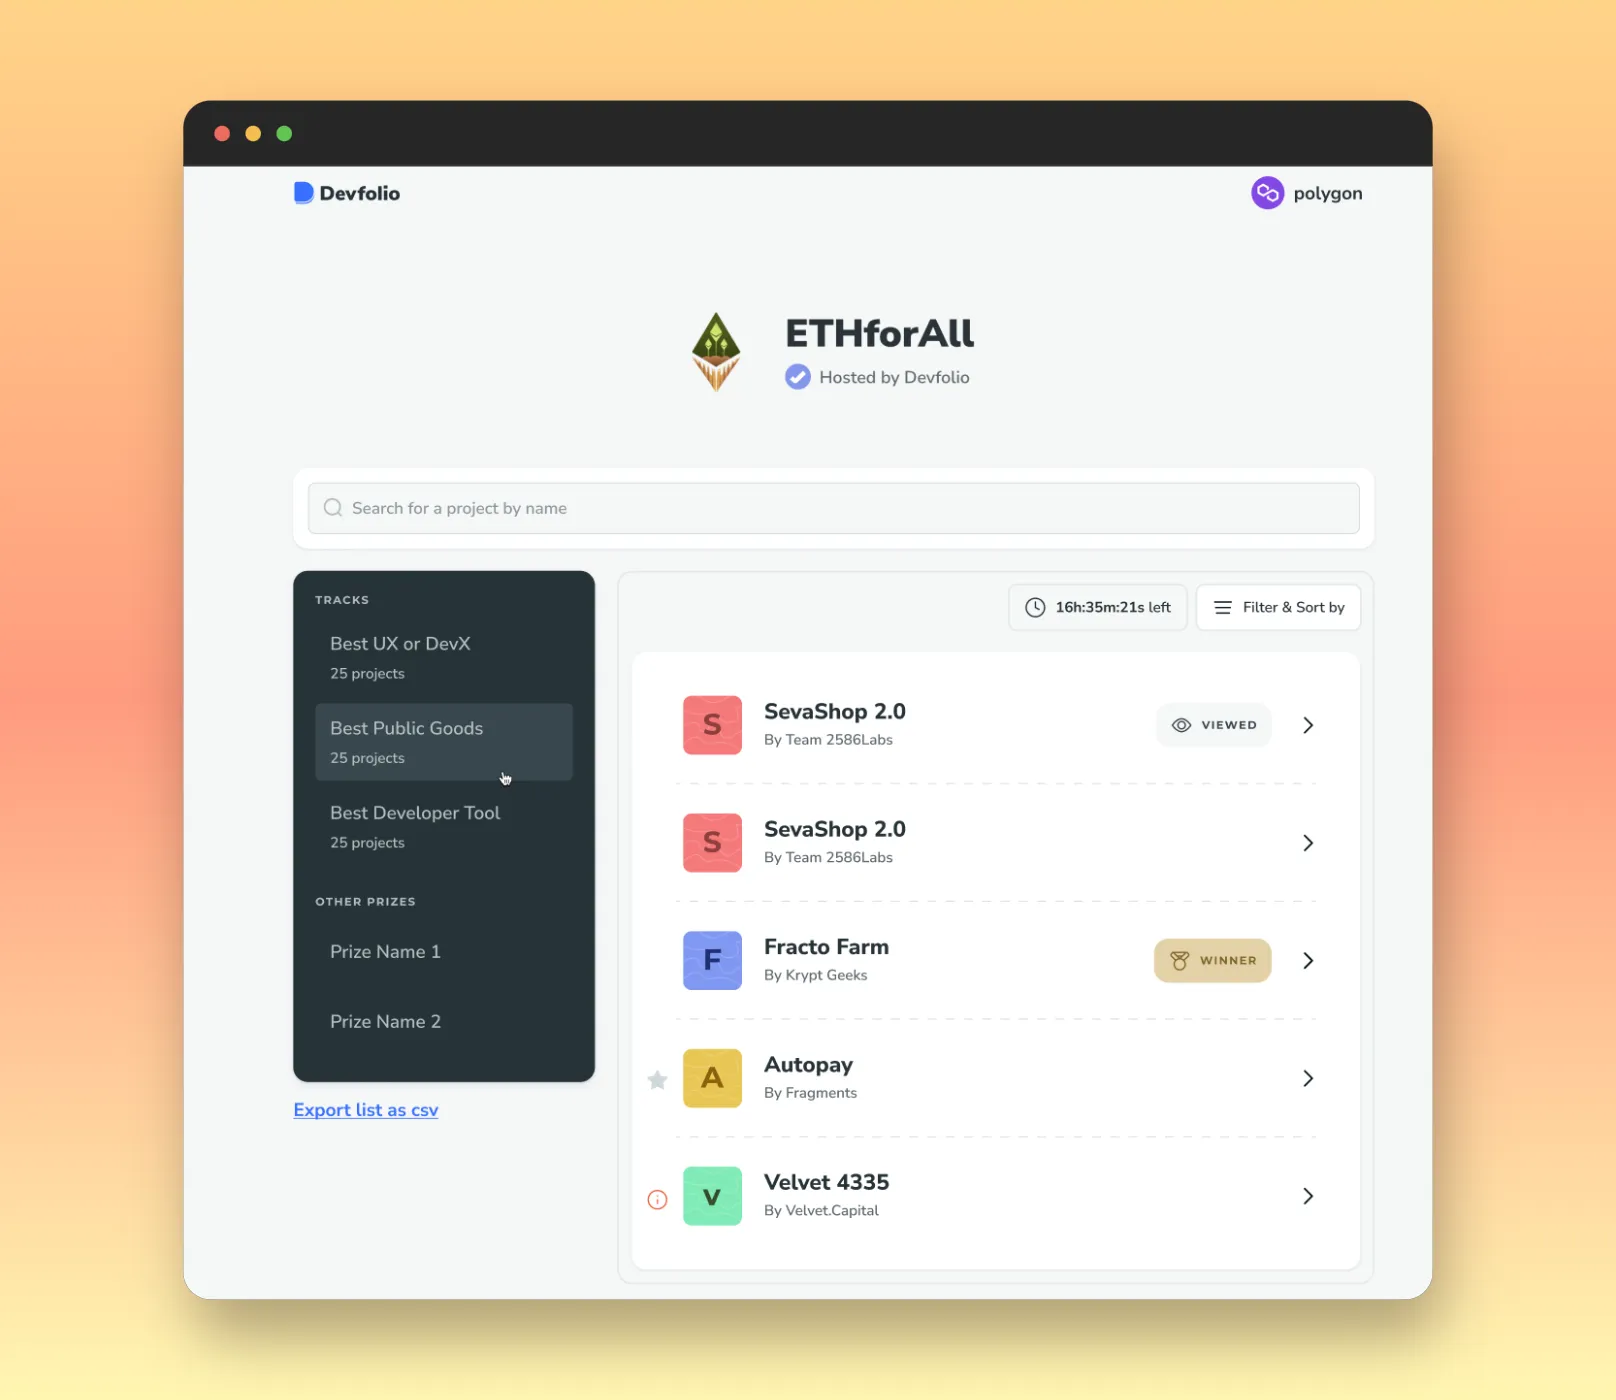 Devfolio
polygon
ETHforAll
Hosted by Devfolio
Search for a project by name
TRACKS
Best UX or DevX
25 projects
Best Public Goods
25 projects
Best Developer Tool
25 projects
OTHER PRIZES
Prize Name 1
Prize Name 2
Export list as csv
16h:35m:21s left
Filter & Sort by
S
SevaShop 2.0
By Team 2586Labs
VIEWED
S
SevaShop 2.0
By Team 2586Labs
F
Fracto Farm
By Krypt Geeks
WINNER
A
Autopay
By Fragments
V
Velvet 4335
By Velvet.Capital